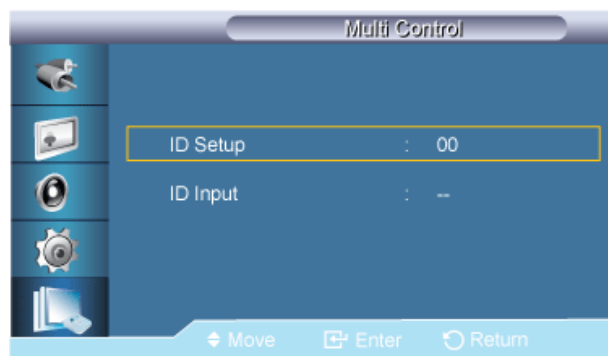 Multi Control
ID Setup : 00
ID Input : --
Move Enter Return